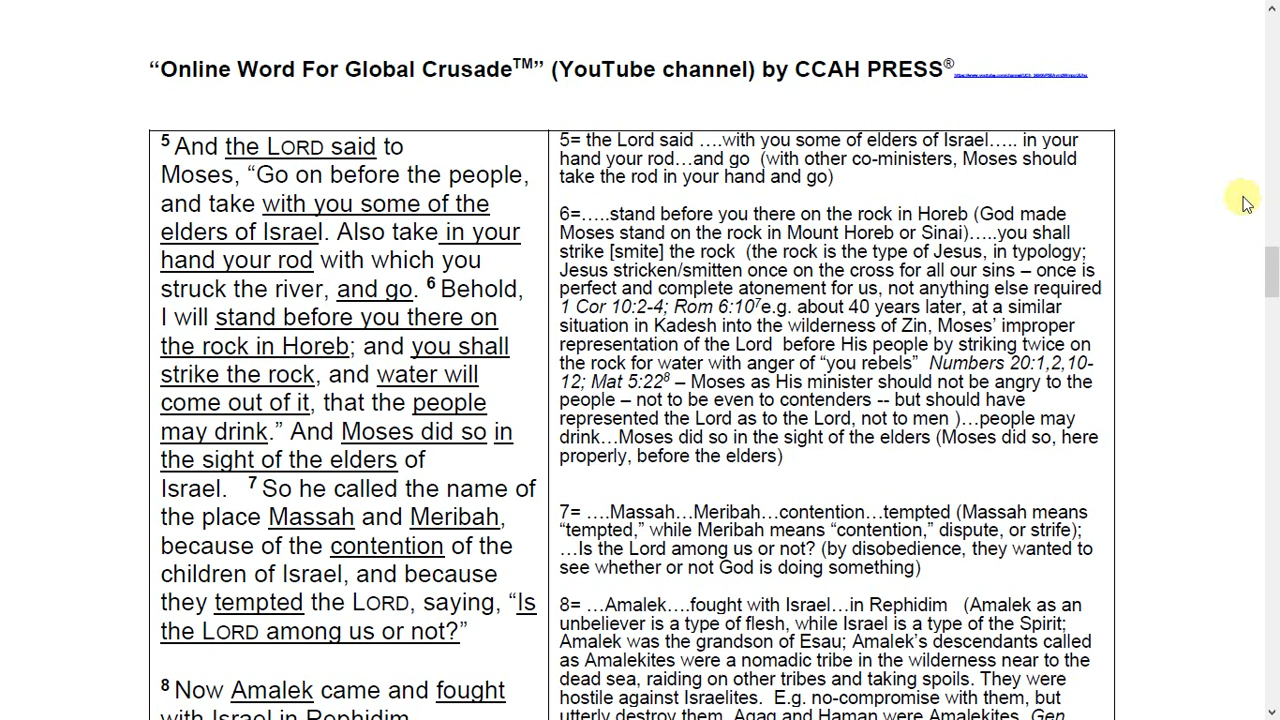 “Online Word For Global Crusade™” (YouTube channel) by CCAH PRESS®
5 And the LORD said to
Moses, “Go on before the people,
and take with you some of the
elders of Israel. Also take in your
hand your rod with which you
struck the river, and go. 6 Behold,
I will stand before you there on
the rock in Horeb; and you shall
strike the rock, and water will
come out of it, that the people
may drink.” And Moses did so in
the sight of the elders of
Israel. 7 So he called the name of
the place Massah and Meribah,
because of the contention of the
children of Israel, and because
they tempted the LORD, saying, “Is
the LORD among us or not?”
8 Now Amalek came and fought
with Israel in Rephidim
5= the Lord said ….with you some of elders of Israel….. in your
hand your rod…and go (with other co-ministers, Moses should
take the rod in your hand and go)
6=…..stand before you there on the rock in Horeb (God made
Moses stand on the rock in Mount Horeb or Sinai)…..you shall
strike [smite] the rock (the rock is the type of Jesus, in typology;
Jesus stricken/smitten once on the cross for all our sins – once is
perfect and complete atonement for us, not anything else required
1 Cor 10:2-4; Rom 6:10⁷e.g. about 40 years later, at a similar
situation in Kadesh into the wilderness of Zin, Moses’ improper
representation of the Lord before His people by striking twice on
the rock for water with anger of “you rebels” Numbers 20:1,2,10-
12; Mat 5:22⁸ – Moses as His minister should not be angry to the
people – not to be even to contenders -- but should have
represented the Lord as to the Lord, not to men )…people may
drink…Moses did so in the sight of the elders (Moses did so, here
properly, before the elders)
7= ….Massah…Meribah…contention…tempted (Massah means
“tempted,” while Meribah means “contention,” dispute, or strife);
…Is the Lord among us or not? (by disobedience, they wanted to
see whether or not God is doing something)
8= …Amalek….fought with Israel…in Rephidim (Amalek as an
unbeliever is a type of flesh, while Israel is a type of the Spirit;
Amalek was the grandson of Esau; Amalek’s descendants called
as Amalekites were a nomadic tribe in the wilderness near to the
dead sea, raiding on other tribes and taking spoils. They were
hostile against Israelites. E.g. no-compromise with them, but
utterly destroy them. Agag and Haman were Amalekites. Gen